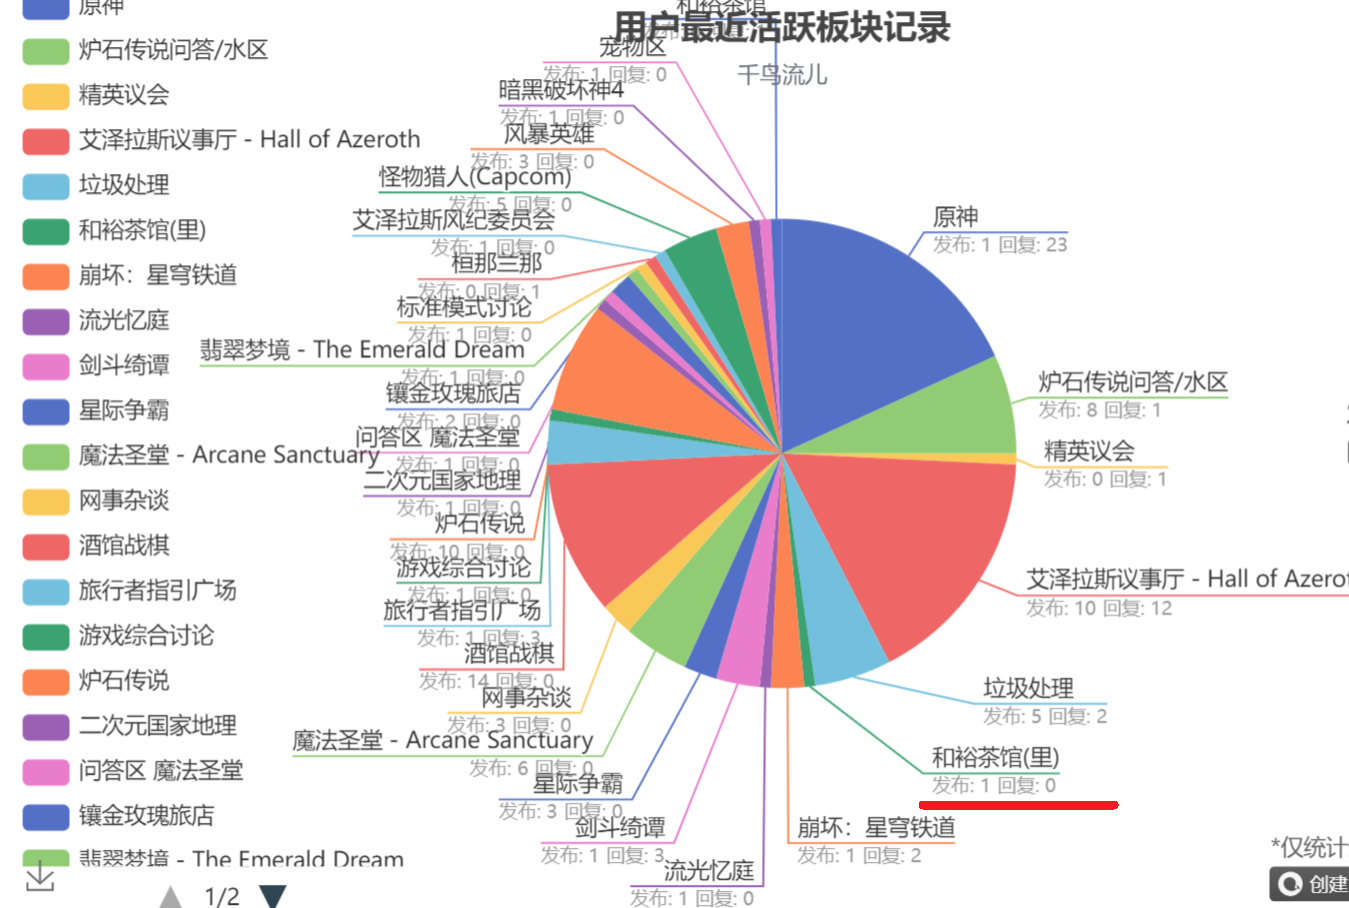 用户最近活跃板块记录
千鸟流儿
原神
炉石传说问答/水区
精英议会
艾泽拉斯议事厅 - Hall of Azeroth
垃圾处理
和裕茶馆(里)
崩坏：星穹铁道
流光忆庭
剑斗绮谭
星际争霸
魔法圣堂 - Arcane Sanctuary
网事杂谈
酒馆战棋
旅行者指引广场
游戏综合讨论
炉石传说
二次元国家地理
问答区 魔法圣堂
镶金玫瑰旅店
翡翠梦境 - The Emerald Dream
1/2
和裕茶馆
宠物区
发布: 1 回复: 0
暗黑破坏神4
发布: 1 回复: 0
风暴英雄
发布: 3 回复: 0
怪物猎人(Capcom)
发布: 5 回复: 0
艾泽拉斯风纪委员会
发布: 1 回复: 0
桓那兰那
发布: 0 回复: 1
标准模式讨论
发布: 1 回复: 0
翡翠梦境 - The Emerald Dream
发布: 1 回复: 0
镶金玫瑰旅店
发布: 2 回复: 0
问答区 魔法圣堂
发布: 1 回复: 0
二次元国家地理
发布: 1 回复: 0
炉石传说
发布: 10 回复: 0
游戏综合讨论
发布: 1 回复: 0
旅行者指引广场
发布: 1 回复: 3
酒馆战棋
发布: 14 回复: 0
网事杂谈
发布: 3 回复: 0
魔法圣堂 - Arcane Sanctuary
发布: 6 回复: 0
星际争霸
发布: 3 回复: 0
剑斗绮谭
发布: 1 回复: 3
流光忆庭
发布: 1 回复: 0
原神
发布: 1 回复: 23
炉石传说问答/水区
发布: 8 回复: 1
精英议会
发布: 0 回复: 1
艾泽拉斯议事厅 - Hall of Azerot
发布: 10 回复: 12
垃圾处理
发布: 5 回复: 2
和裕茶馆(里)
发布: 1 回复: 0
崩坏：星穹铁道
发布: 1 回复: 2
*仅统计
创建